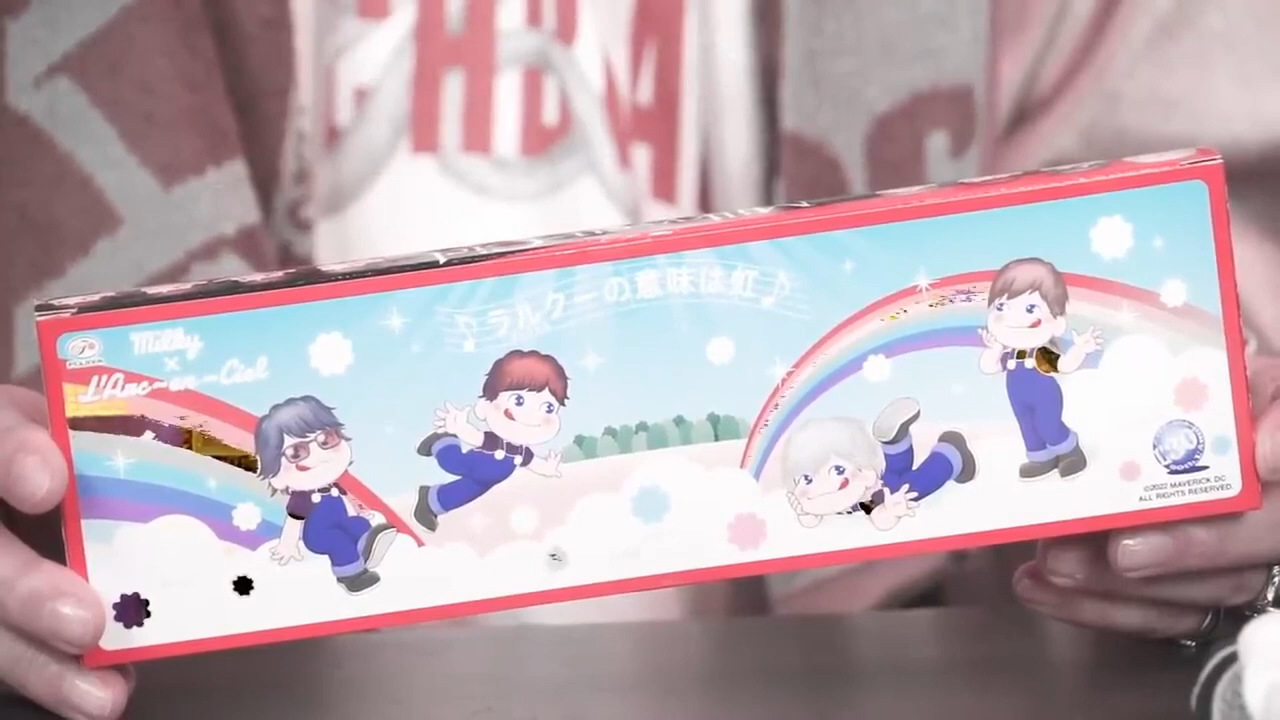 Milky
×
L'Arc~en~Ciel
ラルクーの意味は虹♪
©2022 MAVERICK DC
ALL RIGHTS RESERVED.